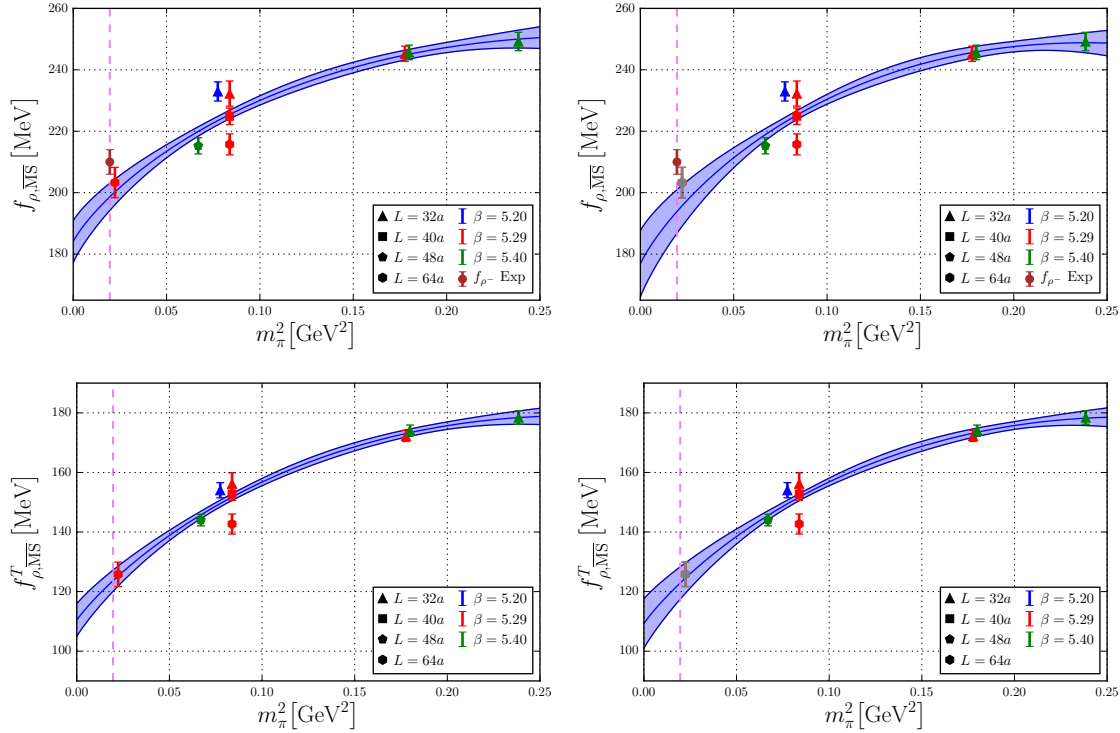 260
240
220
200
180
f_{ρ,\overline{MS}} [MeV]
L = 32a β = 5.20
L = 40a β = 5.29
L = 48a β = 5.40
L = 64a f_{ρ⁻} Exp
0.00 0.05 0.10 0.15 0.20 0.25
m_π^2 [GeV^2]
260
240
220
200
180
f_{ρ,\overline{MS}} [MeV]
L = 32a β = 5.20
L = 40a β = 5.29
L = 48a β = 5.40
L = 64a f_{ρ⁻} Exp
0.00 0.05 0.10 0.15 0.20 0.25
m_π^2 [GeV^2]
180
160
140
120
100
f^T_{ρ,\overline{MS}} [MeV]
L = 32a β = 5.20
L = 40a β = 5.29
L = 48a β = 5.40
L = 64a
0.00 0.05 0.10 0.15 0.20 0.25
m_π^2 [GeV^2]
180
160
140
120
100
f^T_{ρ,\overline{MS}} [MeV]
L = 32a β = 5.20
L = 40a β = 5.29
L = 48a β = 5.40
L = 64a
0.00 0.05 0.10 0.15 0.20 0.25
m_π^2 [GeV^2]